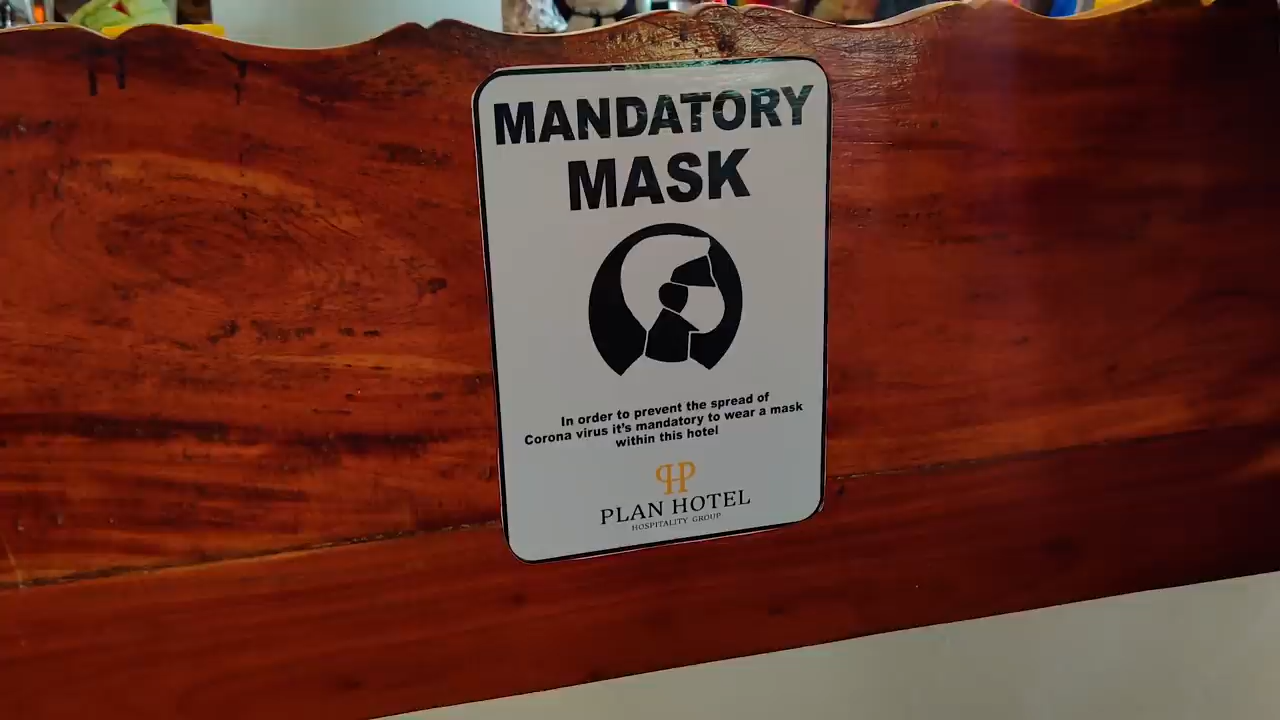 MANDATORY
MASK
In order to prevent the spread of
Corona virus it's mandatory to wear a mask
within this hotel
PLAN HOTEL
HOSPITALITY GROUP